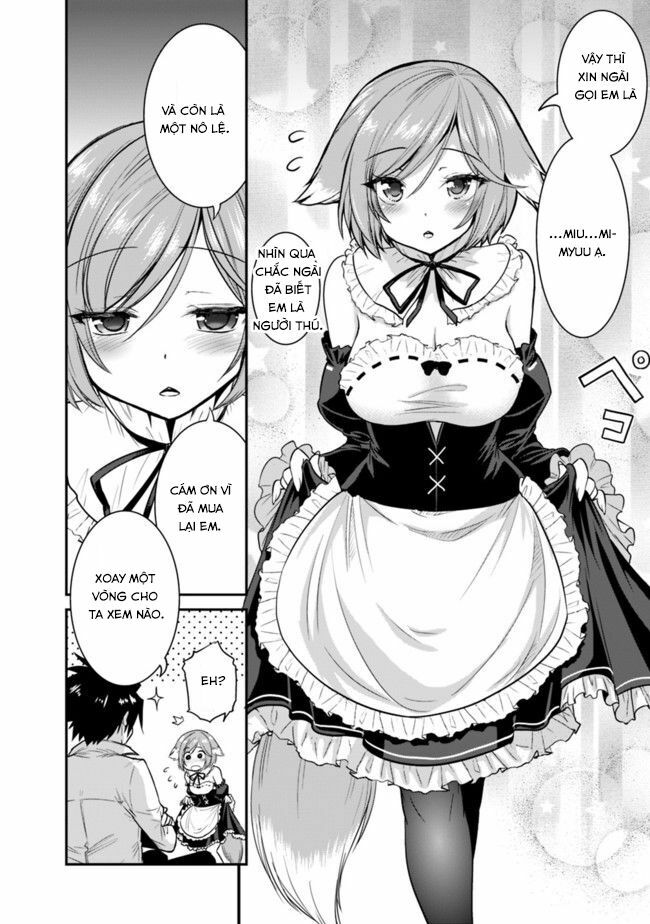 VẬY THÌ
XIN NGÀI
GỌI EM LÀ
...MIU...MI-
MYUU Ạ.
NHÌN QUA
CHẮC NGÀI
ĐÃ BIẾT
EM LÀ
NGƯỜI THÚ.
ペコ
VÀ CÒN LÀ
MỘT NÔ LỆ.
CÁM ƠN VÌ
ĐÃ MUA
LẠI EM.
XOAY MỘT
VÒNG CHO
TA XEM NÀO.
EH?